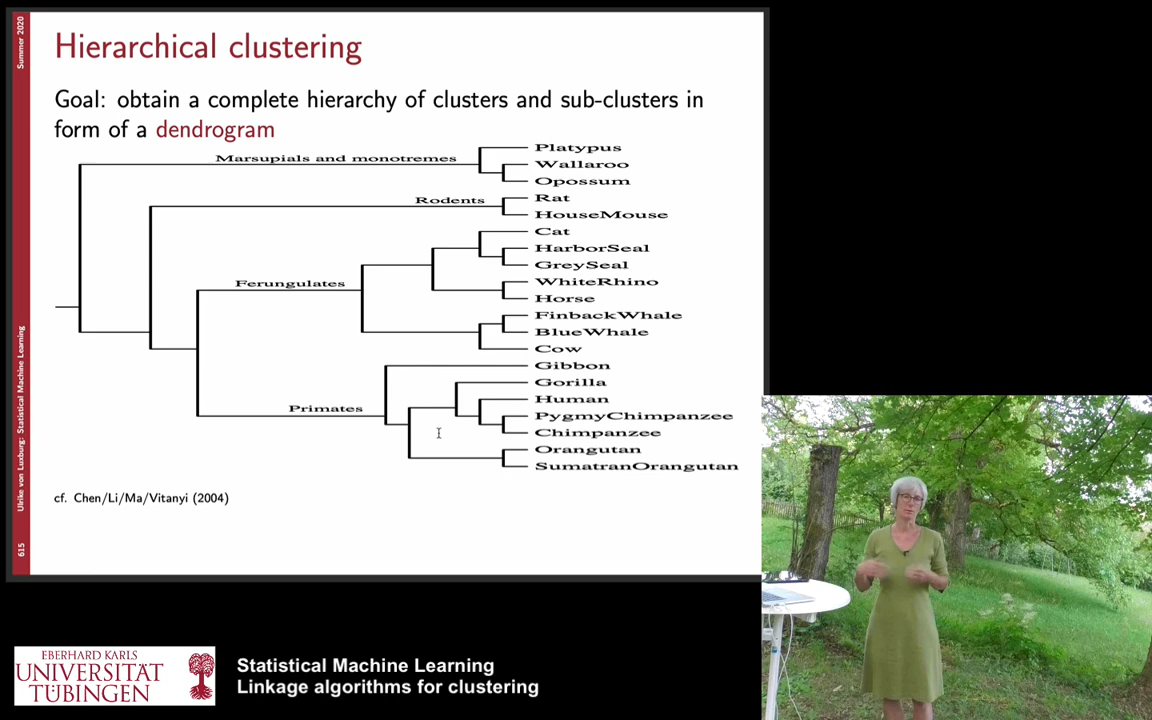 Summer 2020
Ulrike von Luxburg: Statistical Machine Learning
615
Hierarchical clustering
Goal: obtain a complete hierarchy of clusters and sub-clusters in
form of a dendrogram
Marsupials and monotremes
Rodents
Ferungulates
Primates
Platypus
Wallaroo
Opossum
Rat
HouseMouse
Cat
HarborSeal
GreySeal
WhiteRhino
Horse
FinbackWhale
BlueWhale
Cow
Gibbon
Gorilla
Human
PygmyChimpanzee
Chimpanzee
Orangutan
SumatranOrangutan
cf. Chen/Li/Ma/Vitanyi (2004)
EBERHARD KARLS
UNIVERSITÄT
TÜBINGEN
Statistical Machine Learning
Linkage algorithms for clustering